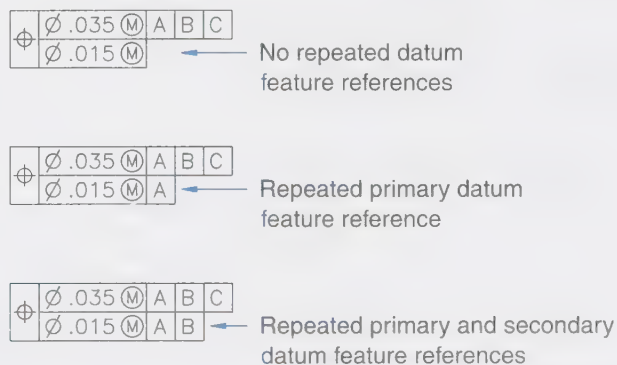 ⌖ Ø .035 Ⓜ A B C
Ø .015 Ⓜ
No repeated datum
feature references
⌖ Ø .035 Ⓜ A B C
Ø .015 Ⓜ A
Repeated primary datum
feature reference
⌖ Ø .035 Ⓜ A B C
Ø .015 Ⓜ A B
Repeated primary and secondary
datum feature references